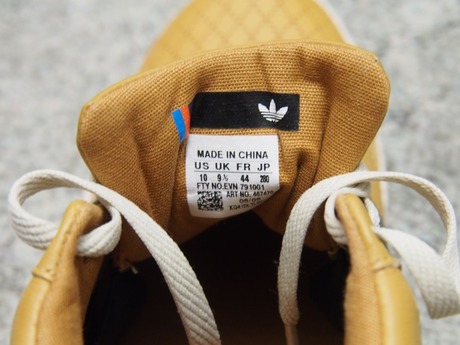 MADE IN CHINA
US UK FR JP
10 9½ 44 280
FTY NO.EVN 791001
ART-NO.